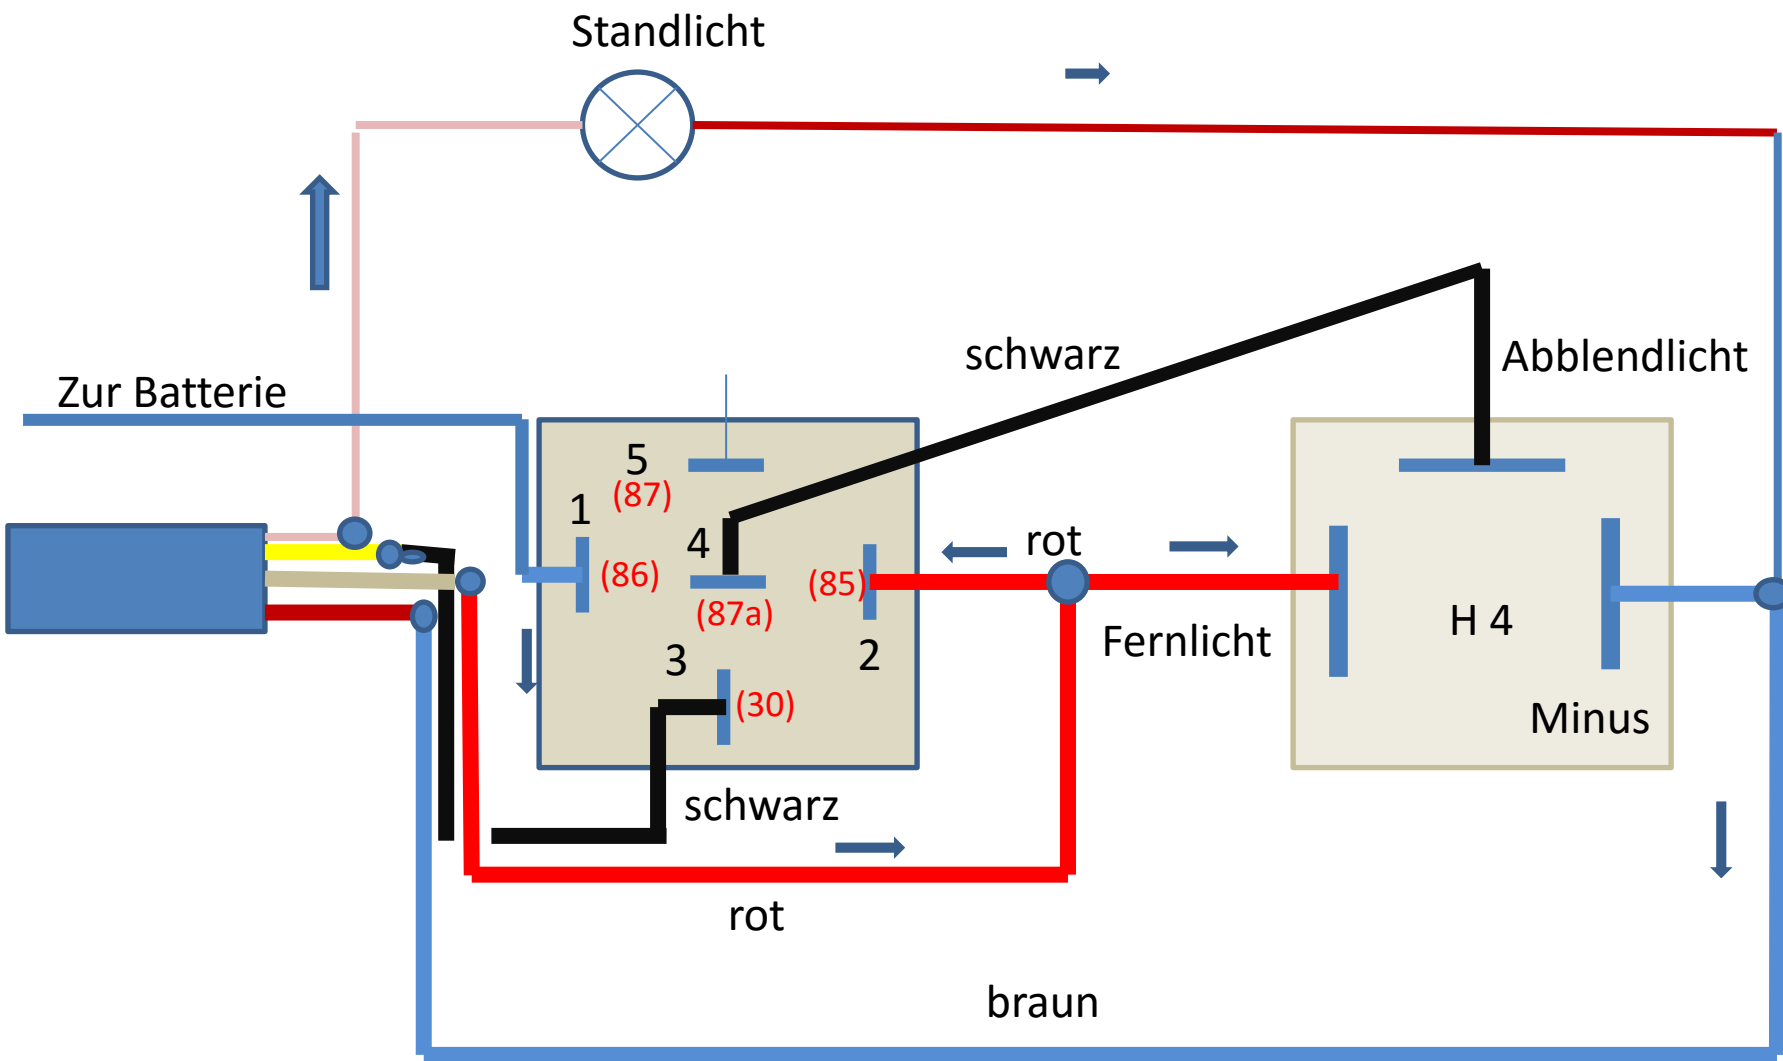 Standlicht
schwarz
Abblendlicht
Zur Batterie
5
(87)
1
4
rot
(86)
(85)
(87a)
H 4
Fernlicht
3
2
(30)
Minus
schwarz
rot
braun